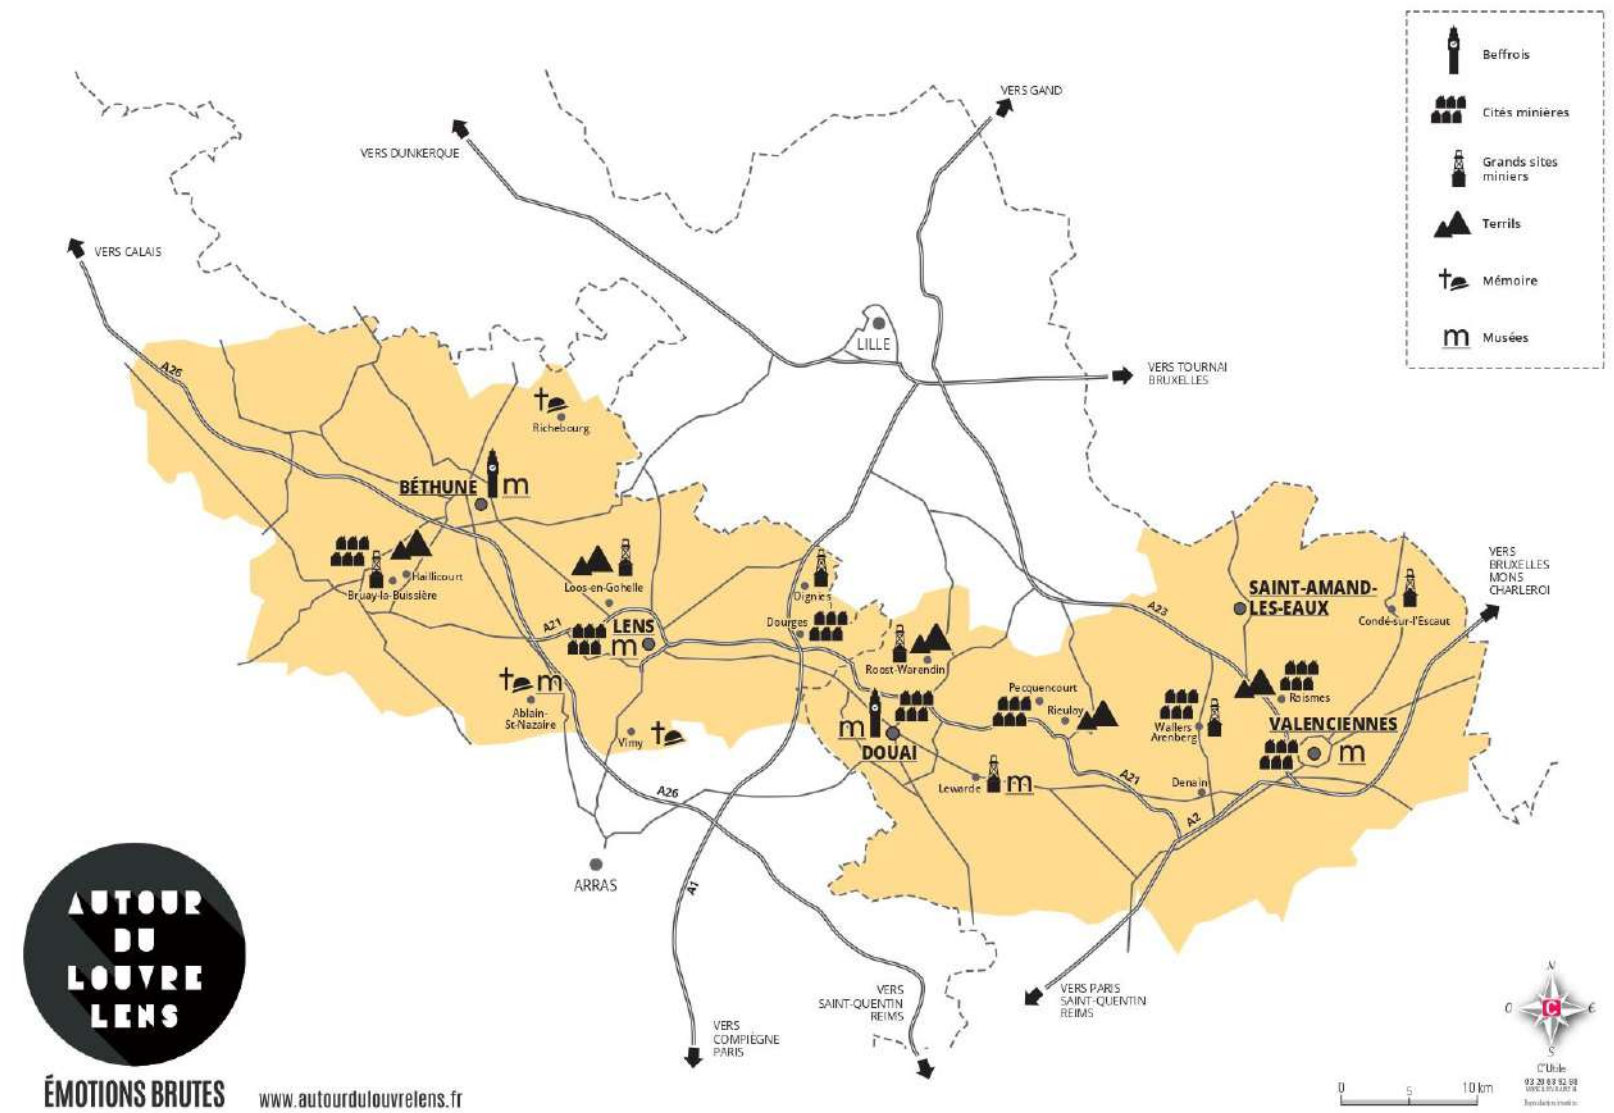 Beffrois
Cités minières
Grands sites
miniers
Terrils
Mémoire
m Musées
VERS GAND
VERS DUNKERQUE
VERS CALAIS
LILLE
VERS TOURNAI
BRUXELLES
A26
Richebourg
BÉTHUNE m
VERS
BRUXELLES
MONS
CHARLEROI
Haillicourt
Bruay-la-Buissière
Loos-en-Gohelle
Oignies
SAINT-AMAND-
LES-EAUX
A23
Condé-sur-l'Escaut
A21
LENS
m
Dourges
Roost-Warendin
m
Ablain-
St-Nazaire
Vimy
Pecquencourt
Rieulay
Raismes
Wallers
Arenberg
VALENCIENNES
m
m
DOUAI
Lewarde
m
A21
Denain
A2
A26
ARRAS
A1
VERS
SAINT-QUENTIN
REIMS
VERS PARIS
SAINT-QUENTIN
REIMS
VERS
COMPIÈGNE
PARIS
AUTOUR
DU
LOUVRE
LENS
ÉMOTIONS BRUTES
www.autourdulouvrelens.fr
N
O
E
C
S
C'Utile
0 5 10 km